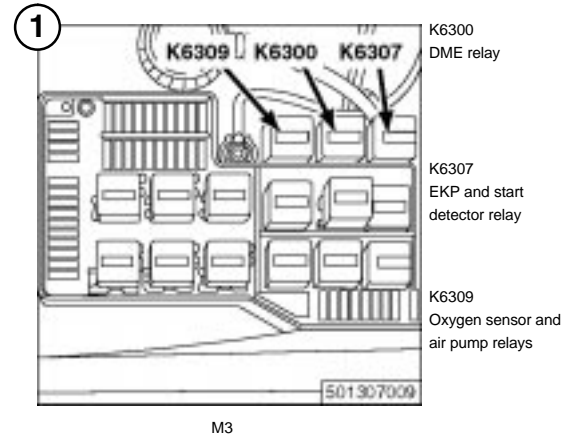 1
K6309 K6300 K6307
K6300
DME relay
K6307
EKP and start
detector relay
K6309
Oxygen sensor and
air pump relays
501307009
M3